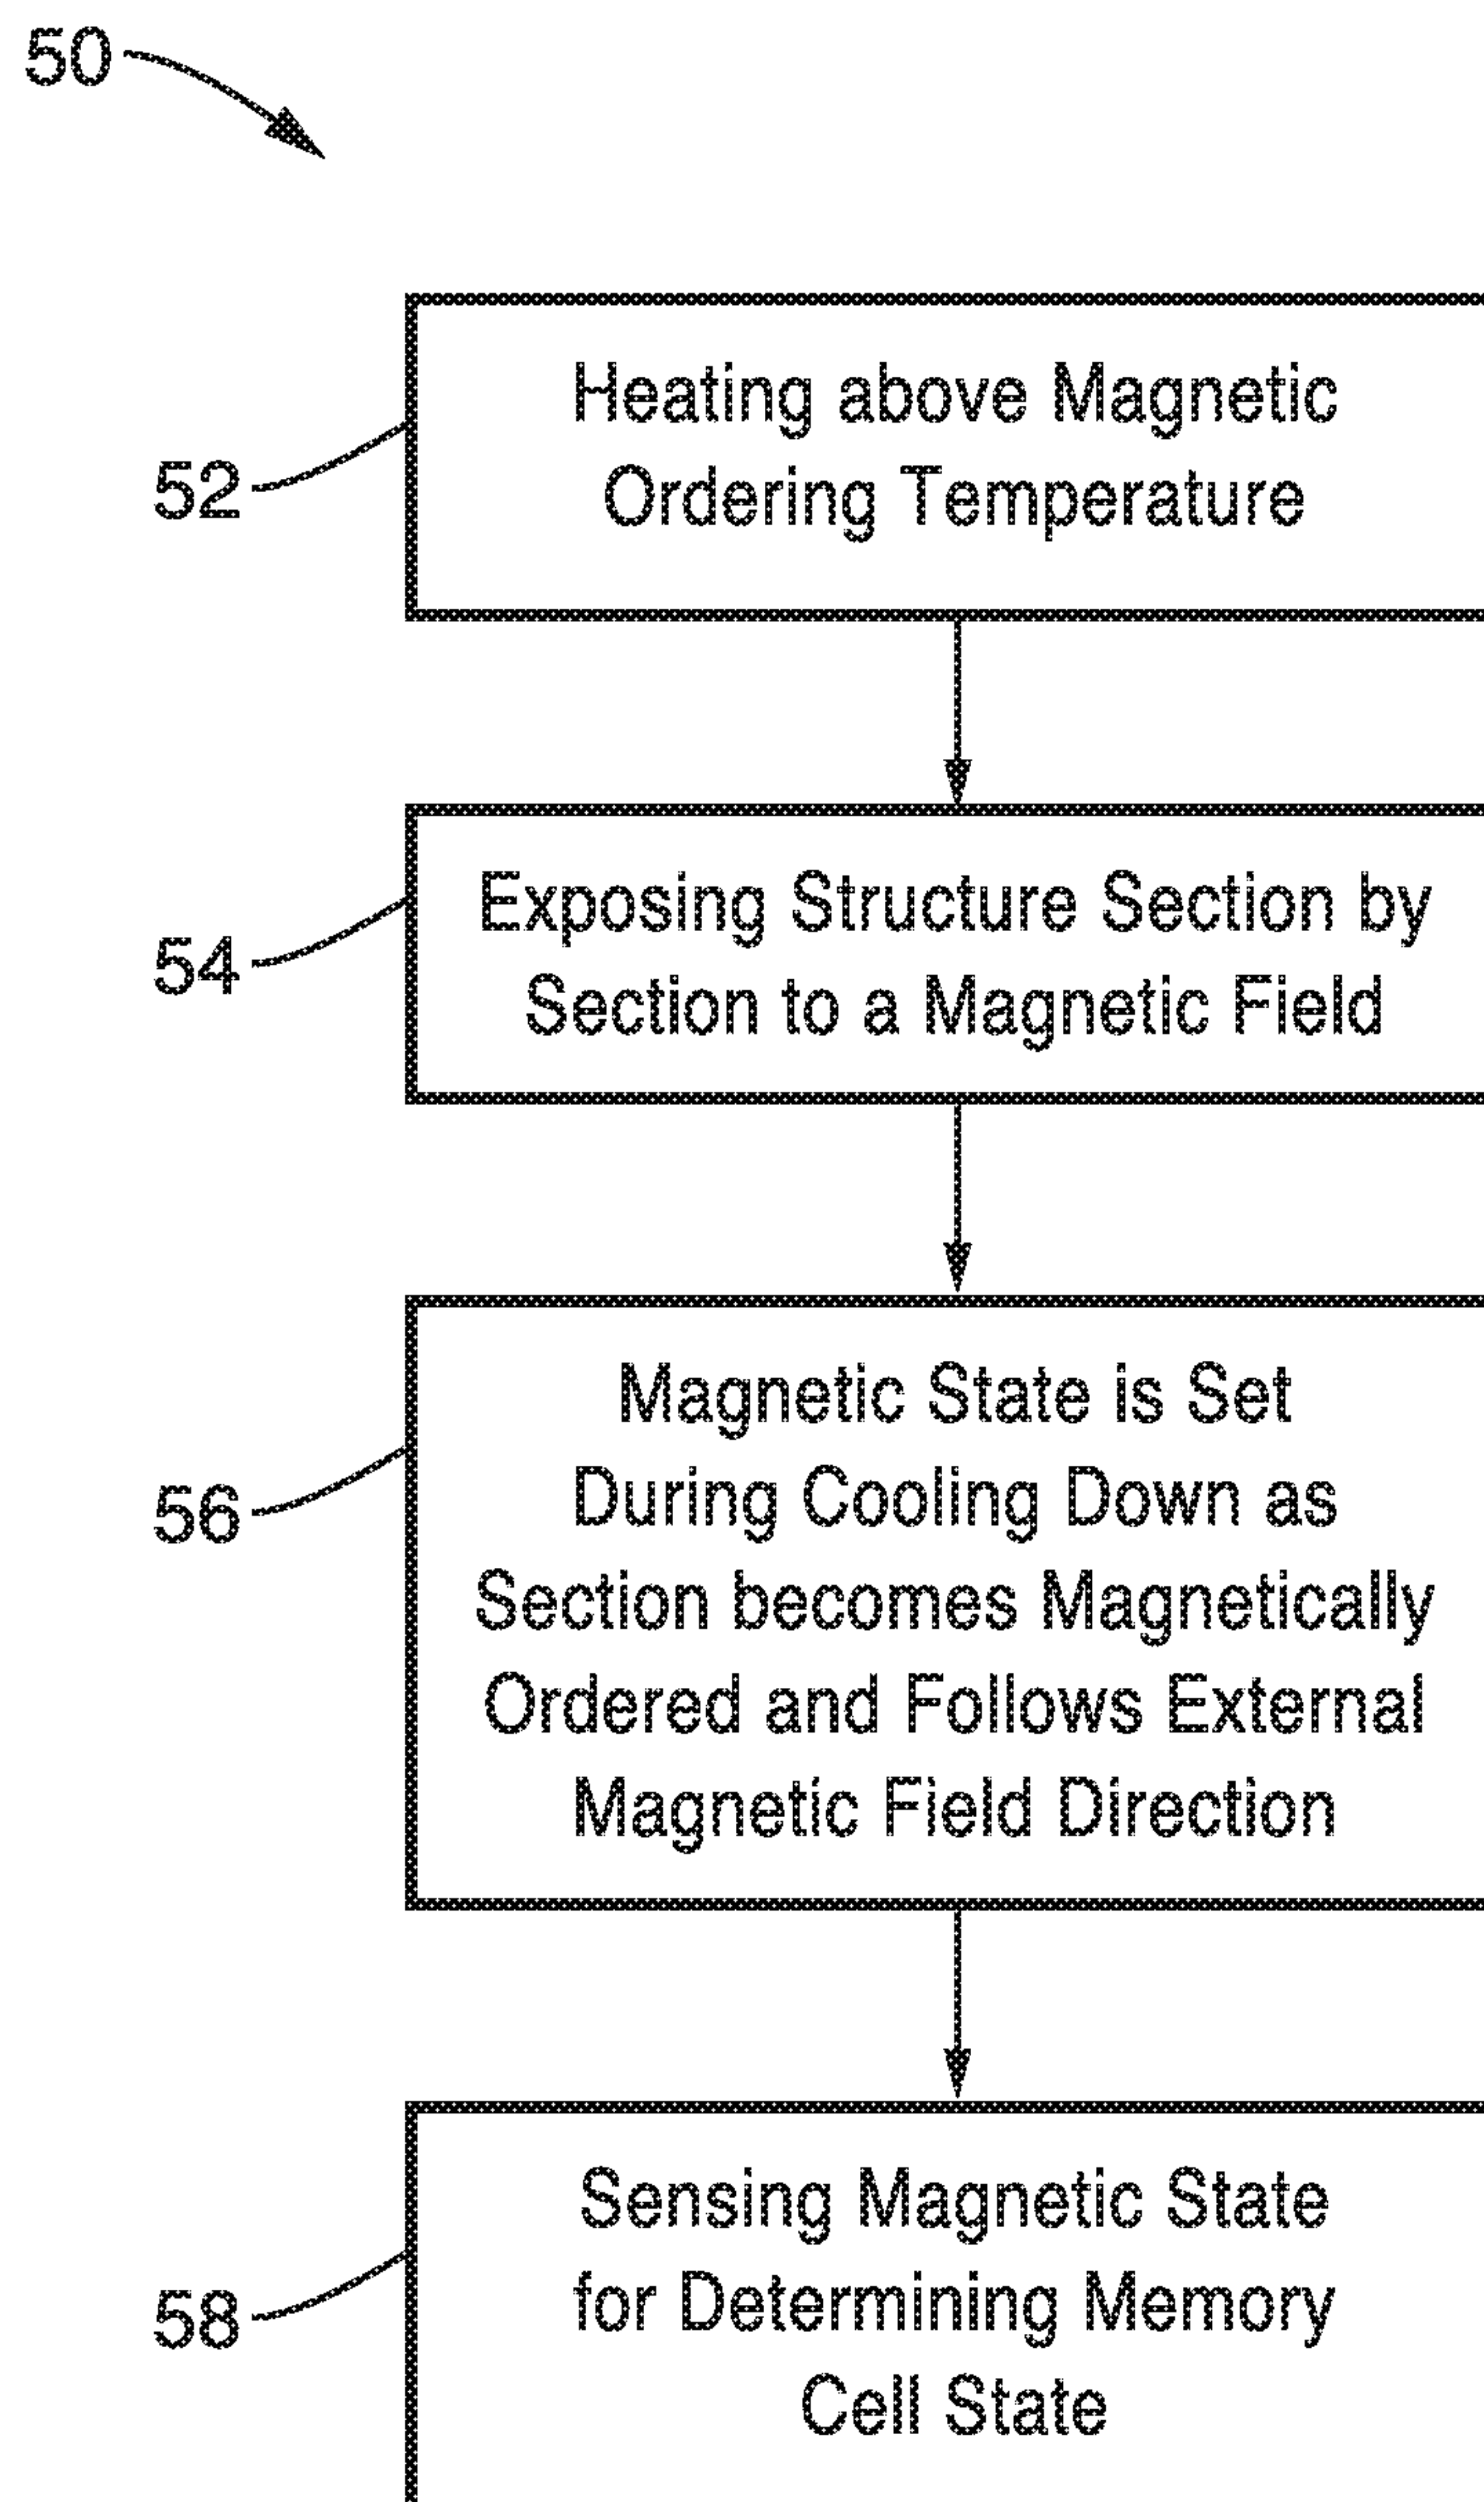 50
Heating above Magnetic
Ordering Temperature
52
Exposing Structure Section by
Section to a Magnetic Field
54
Magnetic State is Set
During Cooling Down as
Section becomes Magnetically
Ordered and Follows External
Magnetic Field Direction
56
Sensing Magnetic State
for Determining Memory
Cell State
58